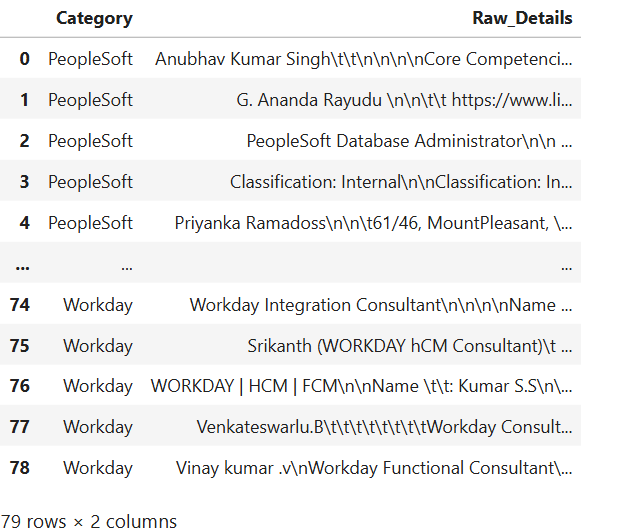 Category Raw_Details
0 PeopleSoft Anubhav Kumar Singh\t\t\n\n\n\nCore Competenci...
1 PeopleSoft G. Ananda Rayudu \n\n\t\t https://www.li...
2 PeopleSoft PeopleSoft Database Administrator\n\n ...
3 PeopleSoft Classification: Internal\n\nClassification: In...
4 PeopleSoft Priyanka Ramadoss\n\n\t61/46, MountPleasant, \...
... ... ...
74 Workday Workday Integration Consultant\n\n\n\nName ...
75 Workday Srikanth (WORKDAY hCM Consultant)\t ...
76 Workday WORKDAY | HCM | FCM\n\nName \t\t: Kumar S.S\n\...
77 Workday Venkateswarlu.B\t\t\t\t\t\t\t\tWorkday Consult...
78 Workday Vinay kumar .v\nWorkday Functional Consultant\...
79 rows × 2 columns